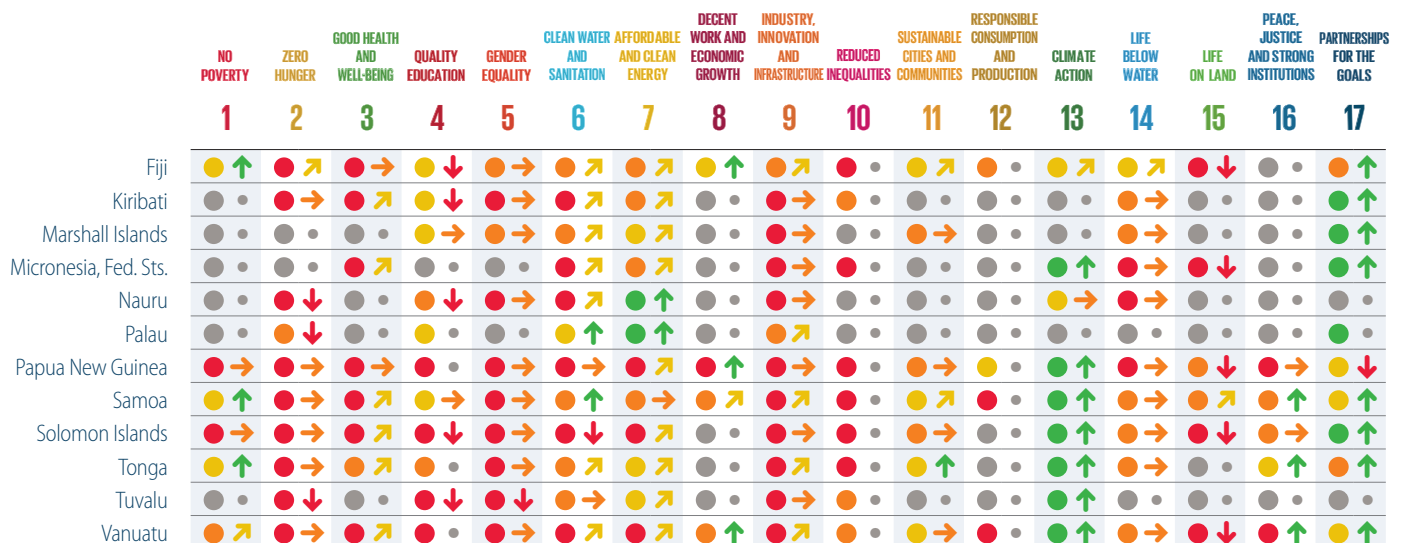 NO
POVERTY
ZERO
HUNGER
GOOD HEALTH
AND
WELL-BEING
QUALITY
EDUCATION
GENDER
EQUALITY
CLEAN WATER
AND
SANITATION
AFFORDABLE
AND CLEAN
ENERGY
DECENT
WORK AND
ECONOMIC
GROWTH
INDUSTRY,
INNOVATION
AND
INFRASTRUCTURE
REDUCED
INEQUALITIES
SUSTAINABLE
CITIES AND
COMMUNITIES
RESPONSIBLE
CONSUMPTION
AND
PRODUCTION
CLIMATE
ACTION
LIFE
BELOW
WATER
LIFE
ON LAND
PEACE,
JUSTICE
AND STRONG
INSTITUTIONS
PARTNERSHIPS
FOR THE
GOALS
1 2 3 4 5 6 7 8 9 10 11 12 13 14 15 16 17
Fiji
Kiribati
Marshall Islands
Micronesia, Fed. Sts.
Nauru
Palau
Papua New Guinea
Samoa
Solomon Islands
Tonga
Tuvalu
Vanuatu